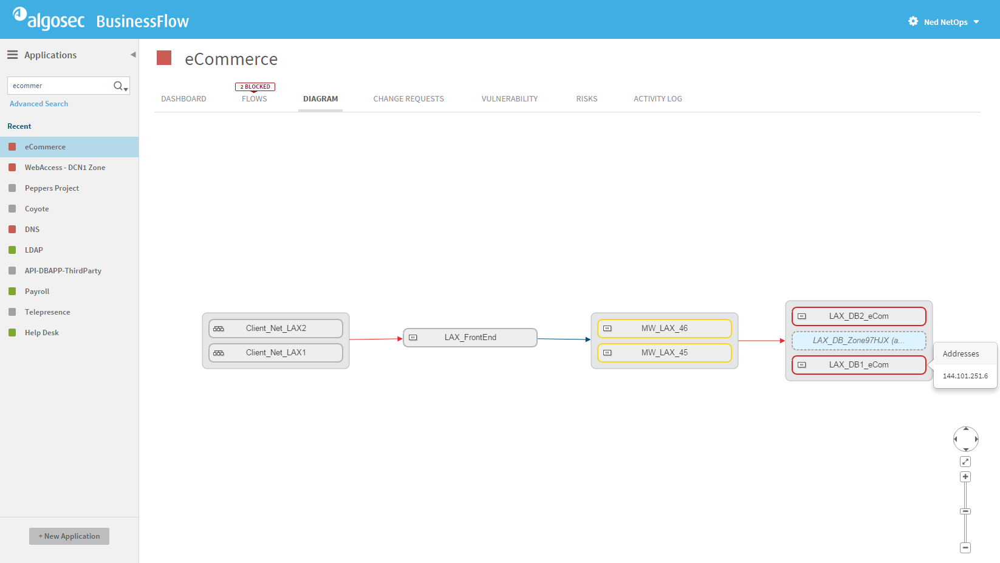 algosec BusinessFlow
Ned NetOps
Applications
ecommer
Advanced Search
Recent
eCommerce
WebAccess - DCN1 Zone
Peppers Project
Coyote
DNS
LDAP
API-DBAPP-ThirdParty
Payroll
Telepresence
Help Desk
+ New Application
eCommerce
2 BLOCKED
DASHBOARD FLOWS DIAGRAM CHANGE REQUESTS VULNERABILITY RISKS ACTIVITY LOG
Client_Net_LAX2
Client_Net_LAX1
LAX_FrontEnd
MW_LAX_46
MW_LAX_45
LAX_DB2_eCom
LAX_DB_Zone97HJX (a...
LAX_DB1_eCom
Addresses
144.101.251.6